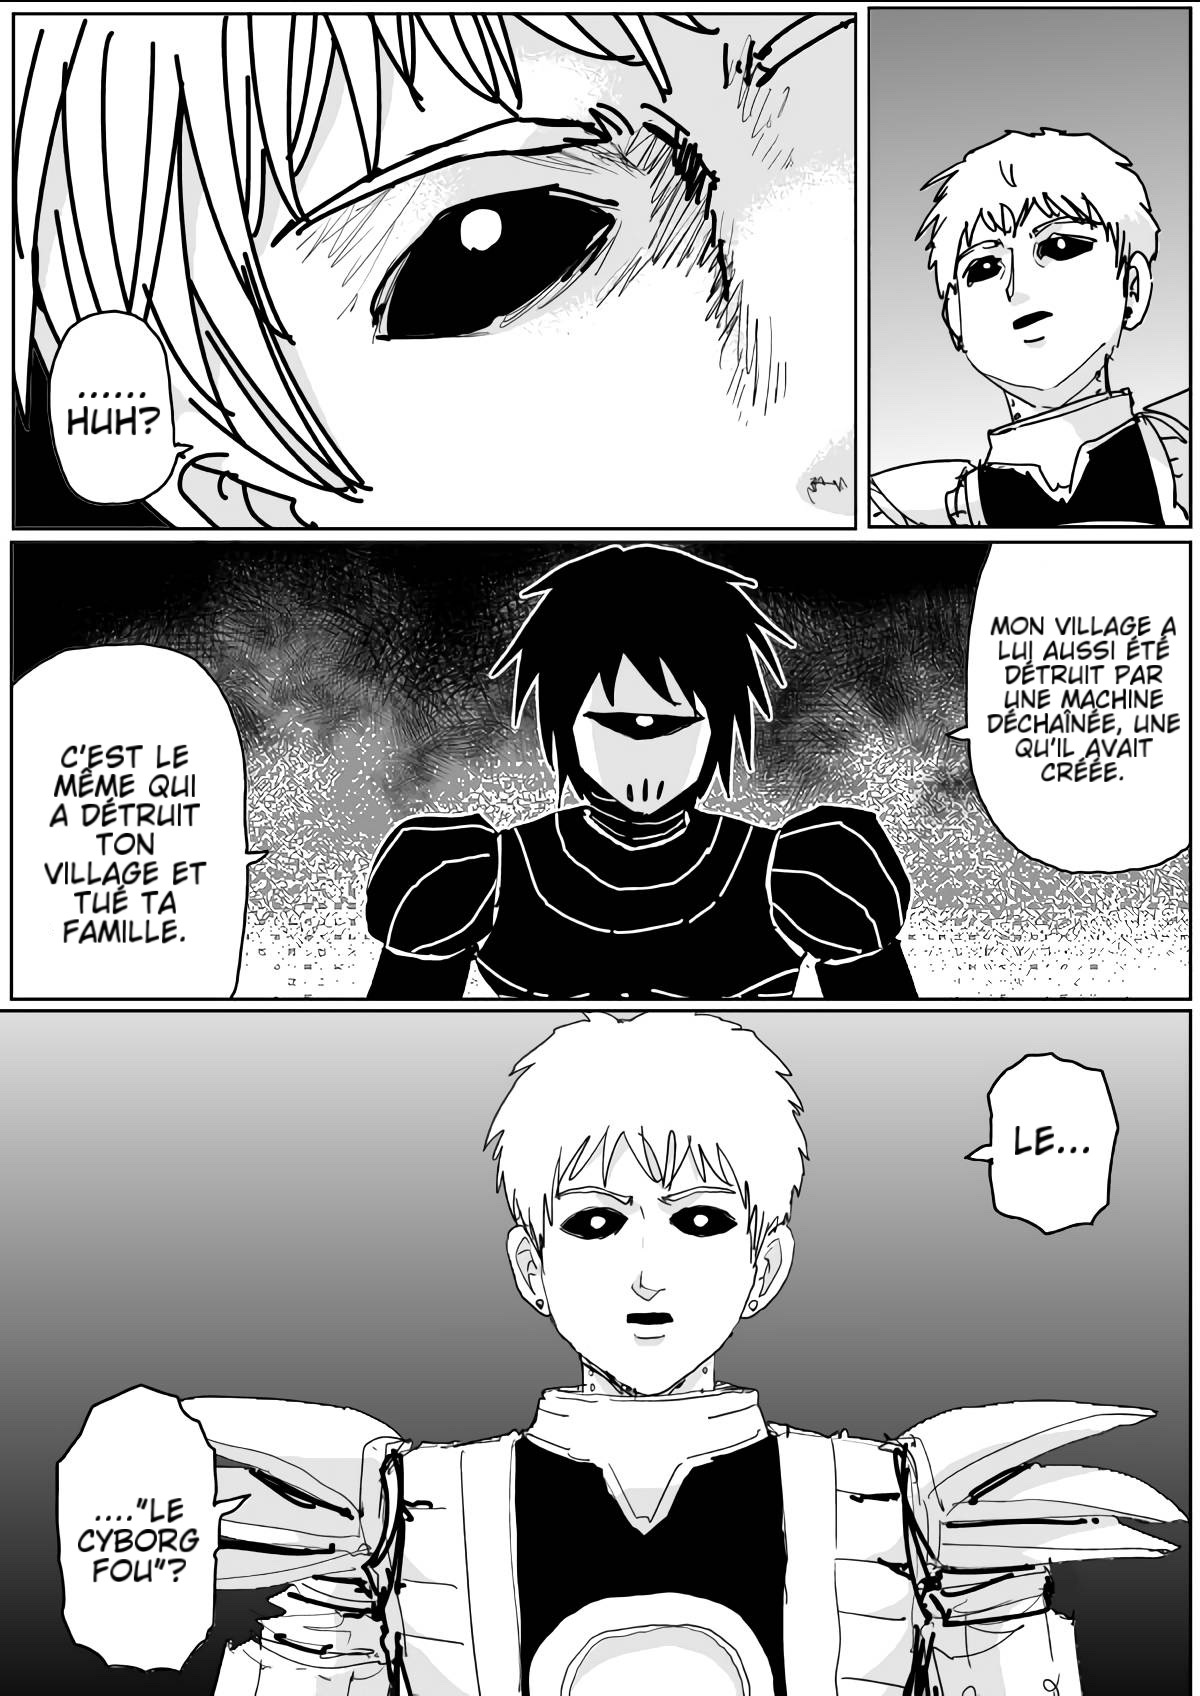 ......
HUH?
MON VILLAGE A
LUI AUSSI ÉTÉ
DÉTRUIT PAR
UNE MACHINE
DÉCHAÎNÉE, UNE
QU'IL AVAIT
CRÉÉE.
C'EST LE
MÊME QUI
A DÉTRUIT
TON
VILLAGE ET
TUÉ TA
FAMILLE.
LE...
...."LE
CYBORG
FOU"?